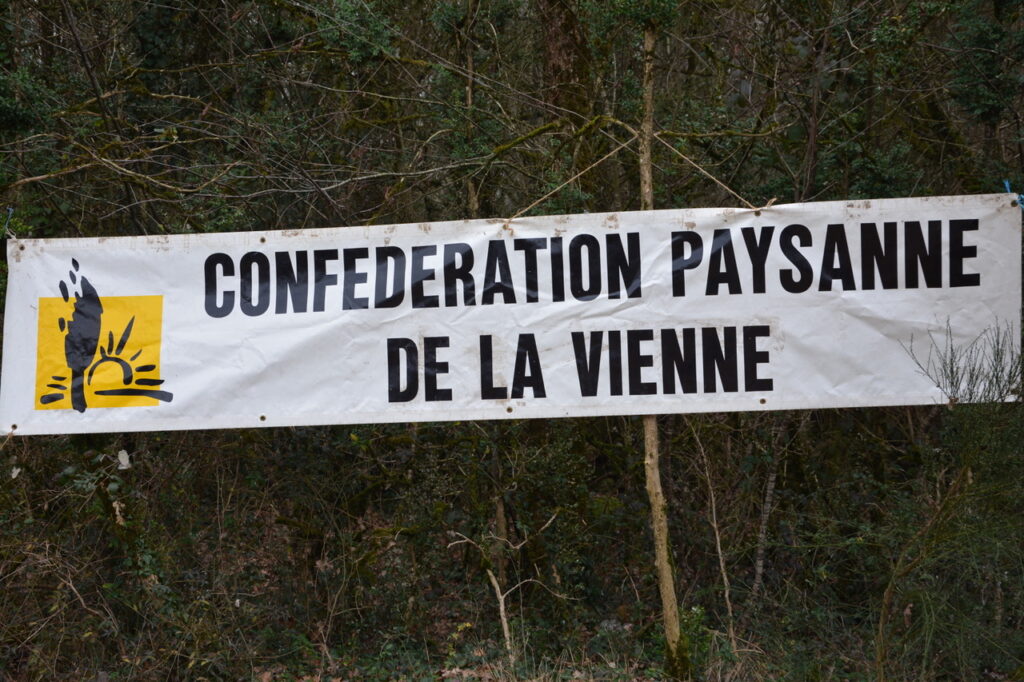 CONFEDERATION PAYSANNE
DE LA VIENNE